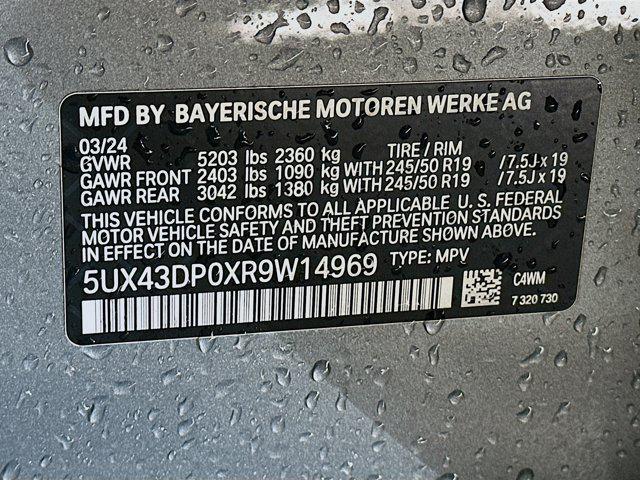 MFD BY BAYERISCHE MOTOREN WERKE AG
03/24 TIRE / RIM
GVWR 5203 lbs 2360 kg
GAWR FRONT 2403 lbs 1090 kg WITH 245/50 R19 /7.5J x 19
GAWR REAR 3042 lbs 1380 kg WITH 245/50 R19 /7.5J x 19
THIS VEHICLE CONFORMS TO ALL APPLICABLE U. S. FEDERAL
MOTOR VEHICLE SAFETY AND THEFT PREVENTION STANDARDS
IN EFFECT ON THE DATE OF MANUFACTURE SHOWN ABOVE.
5UX43DP0XR9W14969 TYPE: MPV
C4WM
7 320 730